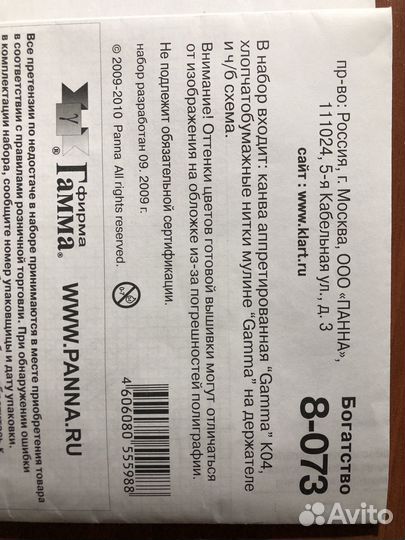 Богатство
8-073
пр-во: Россия, г. Москва, ООО "ПАННА",
111024, 5-я Кабельная ул., д. 3
сайт : www.klart.ru
В набор входит: канва аппретированная "Gamma" K04,
хлопчатобумажные нитки мулине "Gamma" на держателе
и ч/б схема.
Внимание! Оттенки цветов готовой вышивки могут отличаться
от изображения на обложке из-за погрешностей полиграфии.
Не подлежит обязательной сертификации.
набор разработан 09. 2009 г.
© 2009-2010 Panna All rights reserved.
0-3
4 606080 555988
γ
®
фирма
Гамма®
WWW.PANNA.RU
Все претензии по недостаче в наборе принимаются в месте приобретения товара
в соответствии с правилами розничной торговли. При обнаружении ошибки
в комплектации набора, сообщите номер упаковщицы и дату упаковки.
Avito